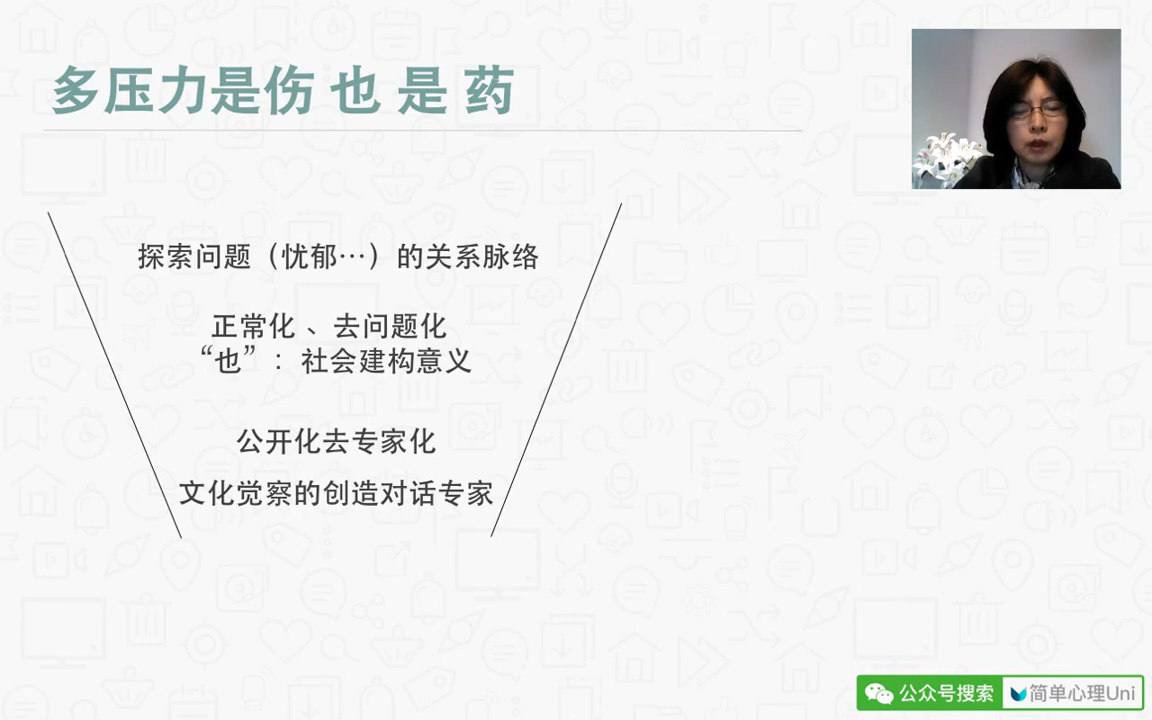 多压力是伤 也 是 药
探索问题（忧郁…）的关系脉络
正常化 、去问题化
“也” ： 社会建构意义
公开化去专家化
文化觉察的创造对话专家
公众号搜索 简单心理Uni